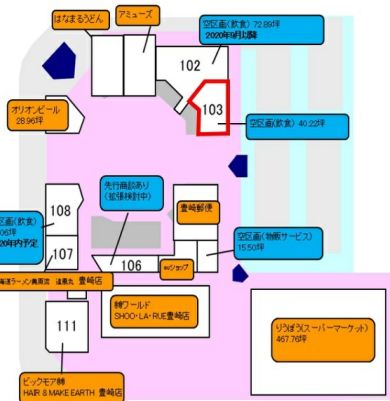 はなまるうどん
アミューズ
空区画(飲食) 72.89坪
2020年9月以降
102
103
オリオンビール
28.96坪
空区画(飲食) 40.22坪
区画(飲食)
06坪
20年内予定
108
先行商談あり
(拡張検討中)
豊崎郵便
空区画(物販サービス)
15.50坪
107
106
ショップ
豊崎店
㈱ワールド
SHOO・LA・RUE豊崎店
111
りうぼう(スーパーマーケット)
467.76坪
ビックモア㈱
HAIR & MAKE EARTH 豊崎店